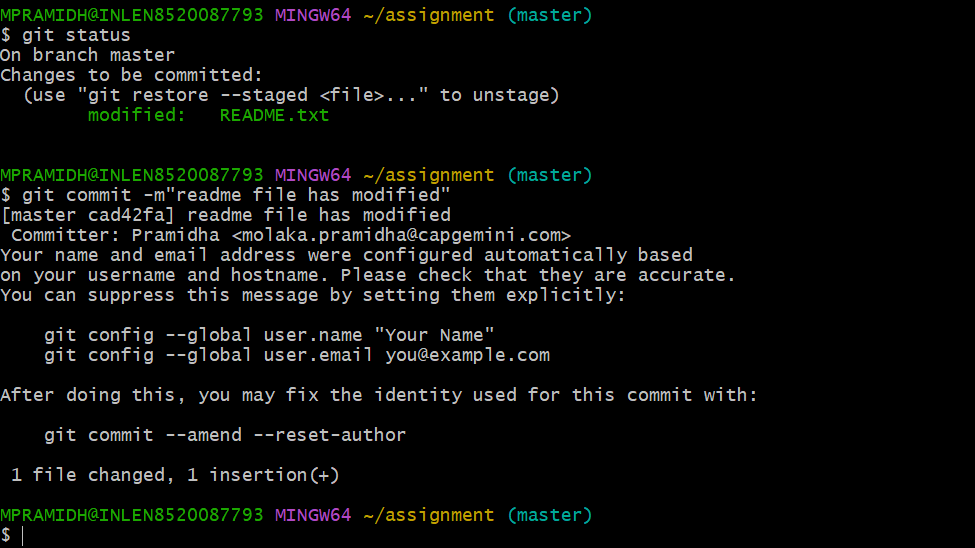 MPRAMIDH@INLEN8520087793 MINGW64 ~/assignment (master)
$ git status
On branch master
Changes to be committed:
  (use "git restore --staged <file>..." to unstage)
        modified:   README.txt

MPRAMIDH@INLEN8520087793 MINGW64 ~/assignment (master)
$ git commit -m"readme file has modified"
[master cad42fa] readme file has modified
 Committer: Pramidha <molaka.pramidha@capgemini.com>
Your name and email address were configured automatically based
on your username and hostname. Please check that they are accurate.
You can suppress this message by setting them explicitly:

    git config --global user.name "Your Name"
    git config --global user.email you@example.com

After doing this, you may fix the identity used for this commit with:

    git commit --amend --reset-author

 1 file changed, 1 insertion(+)

MPRAMIDH@INLEN8520087793 MINGW64 ~/assignment (master)
$